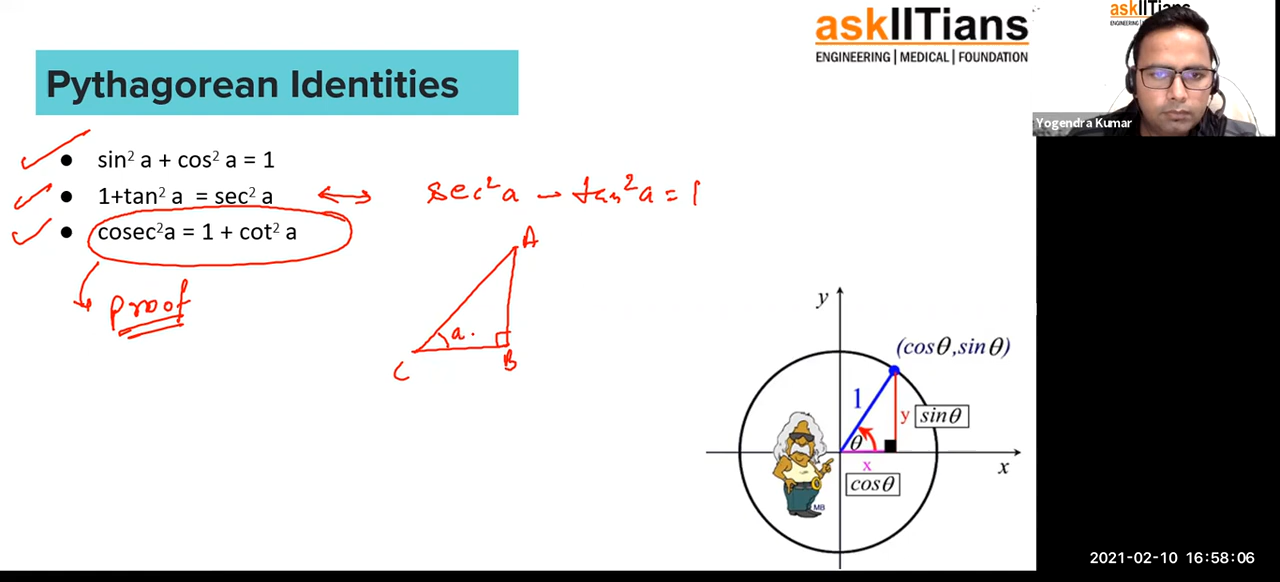 askIITians
ENGINEERING | MEDICAL | FOUNDATION
askIITians
Yogendra Kumar
Pythagorean Identities
● sin² a + cos² a = 1
● 1+tan² a = sec² a ↔ sec²a - tan²a = 1
● cosec²a = 1 + cot² a
proof
A
a.
C
B
y
(cosθ,sinθ)
1
y sinθ
θ
x
x
cosθ
MB
2021-02-10 16:58:06